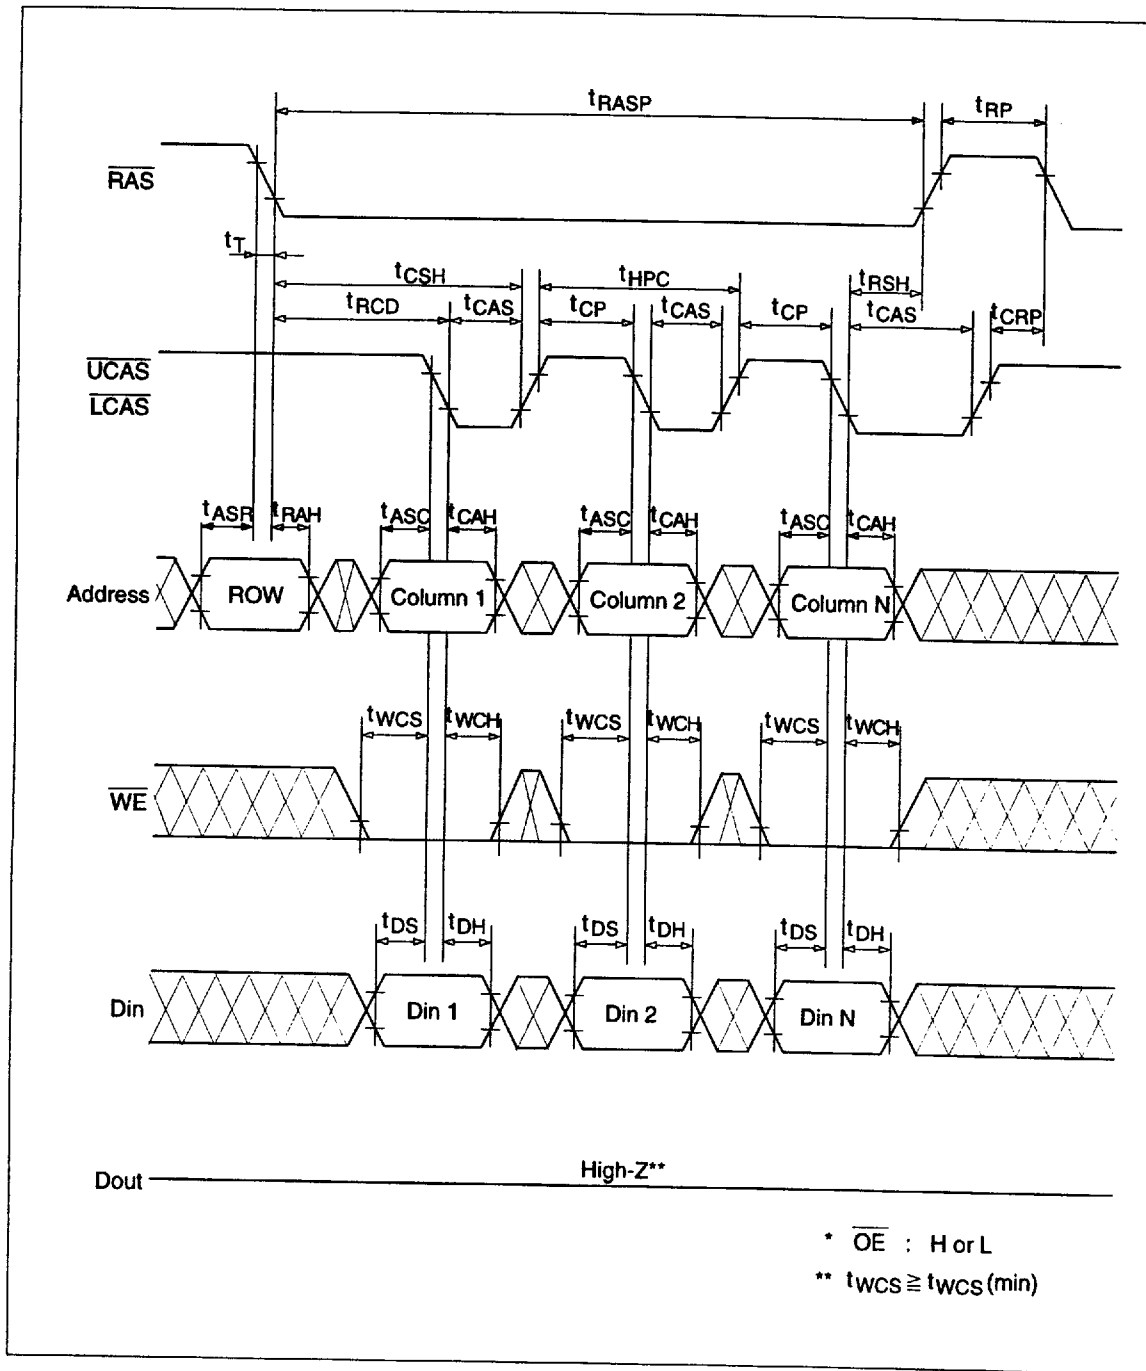 tRASP tRP
RAS
tT
tCSH tHPC tRSH
tRCD tCAS tCP tCAS tCP tCAS tCRP
UCAS
LCAS
tASR tRAH tASC tCAH tASC tCAH tASC tCAH
Address ROW Column 1 Column 2 Column N
tWCS tWCH tWCS tWCH tWCS tWCH
WE
tDS tDH tDS tDH tDS tDH
Din Din 1 Din 2 Din N
Dout High-Z**
* OE : H or L
** tWCS ≧ tWCS (min)